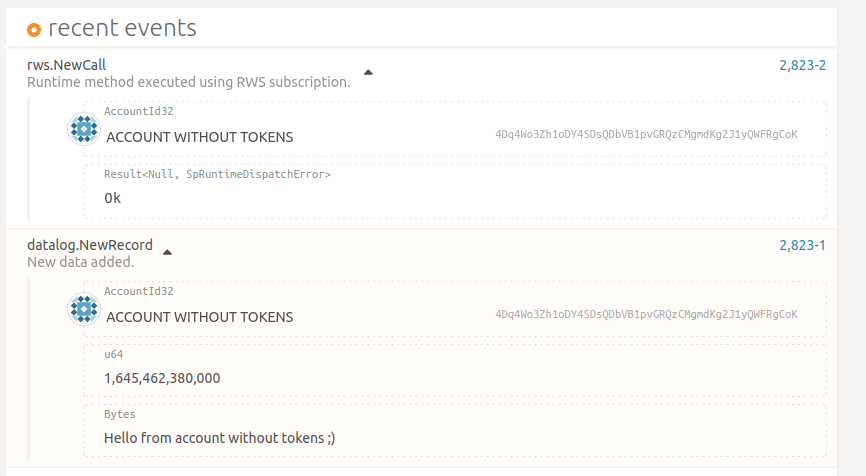 recent events
rws.NewCall
2,823-2
Runtime method executed using RWS subscription.
AccountId32
ACCOUNT WITHOUT TOKENS
4Dq4Wo3Zh1oDY4SDsQDbVB1pvGRQzCMgmdKg2J1yQWFRgCoK
Result<Null, SpRuntimeDispatchError>
Ok
datalog.NewRecord
2,823-1
New data added.
AccountId32
ACCOUNT WITHOUT TOKENS
4Dq4Wo3Zh1oDY4SDsQDbVB1pvGRQzCMgmdKg2J1yQWFRgCoK
u64
1,645,462,380,000
Bytes
Hello from account without tokens ;)